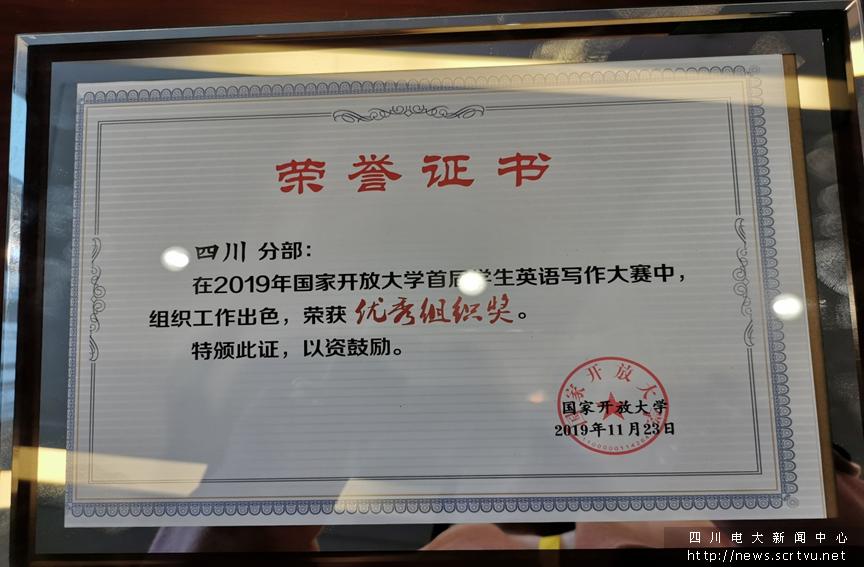 荣誉证书
四川 分部：
在2019年国家开放大学首届学生英语写作大赛中，
组织工作出色，荣获 优秀组织奖。
特颁此证，以资鼓励。
国家开放大学
国家开放大学
2019年11月23日
四川电大新闻中心
http://news.scrtvu.net